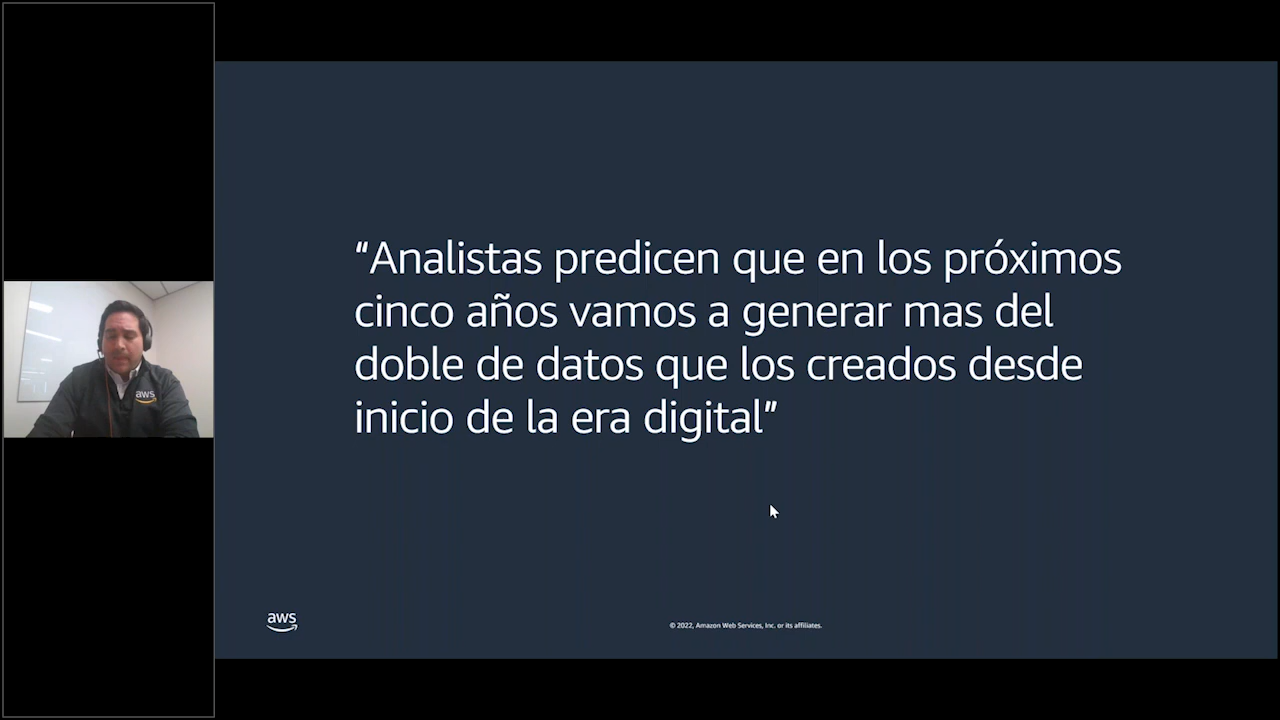 “Analistas predicen que en los próximos
cinco años vamos a generar mas del
doble de datos que los creados desde
inicio de la era digital”
aws
aws
© 2022, Amazon Web Services, Inc. or its affiliates.